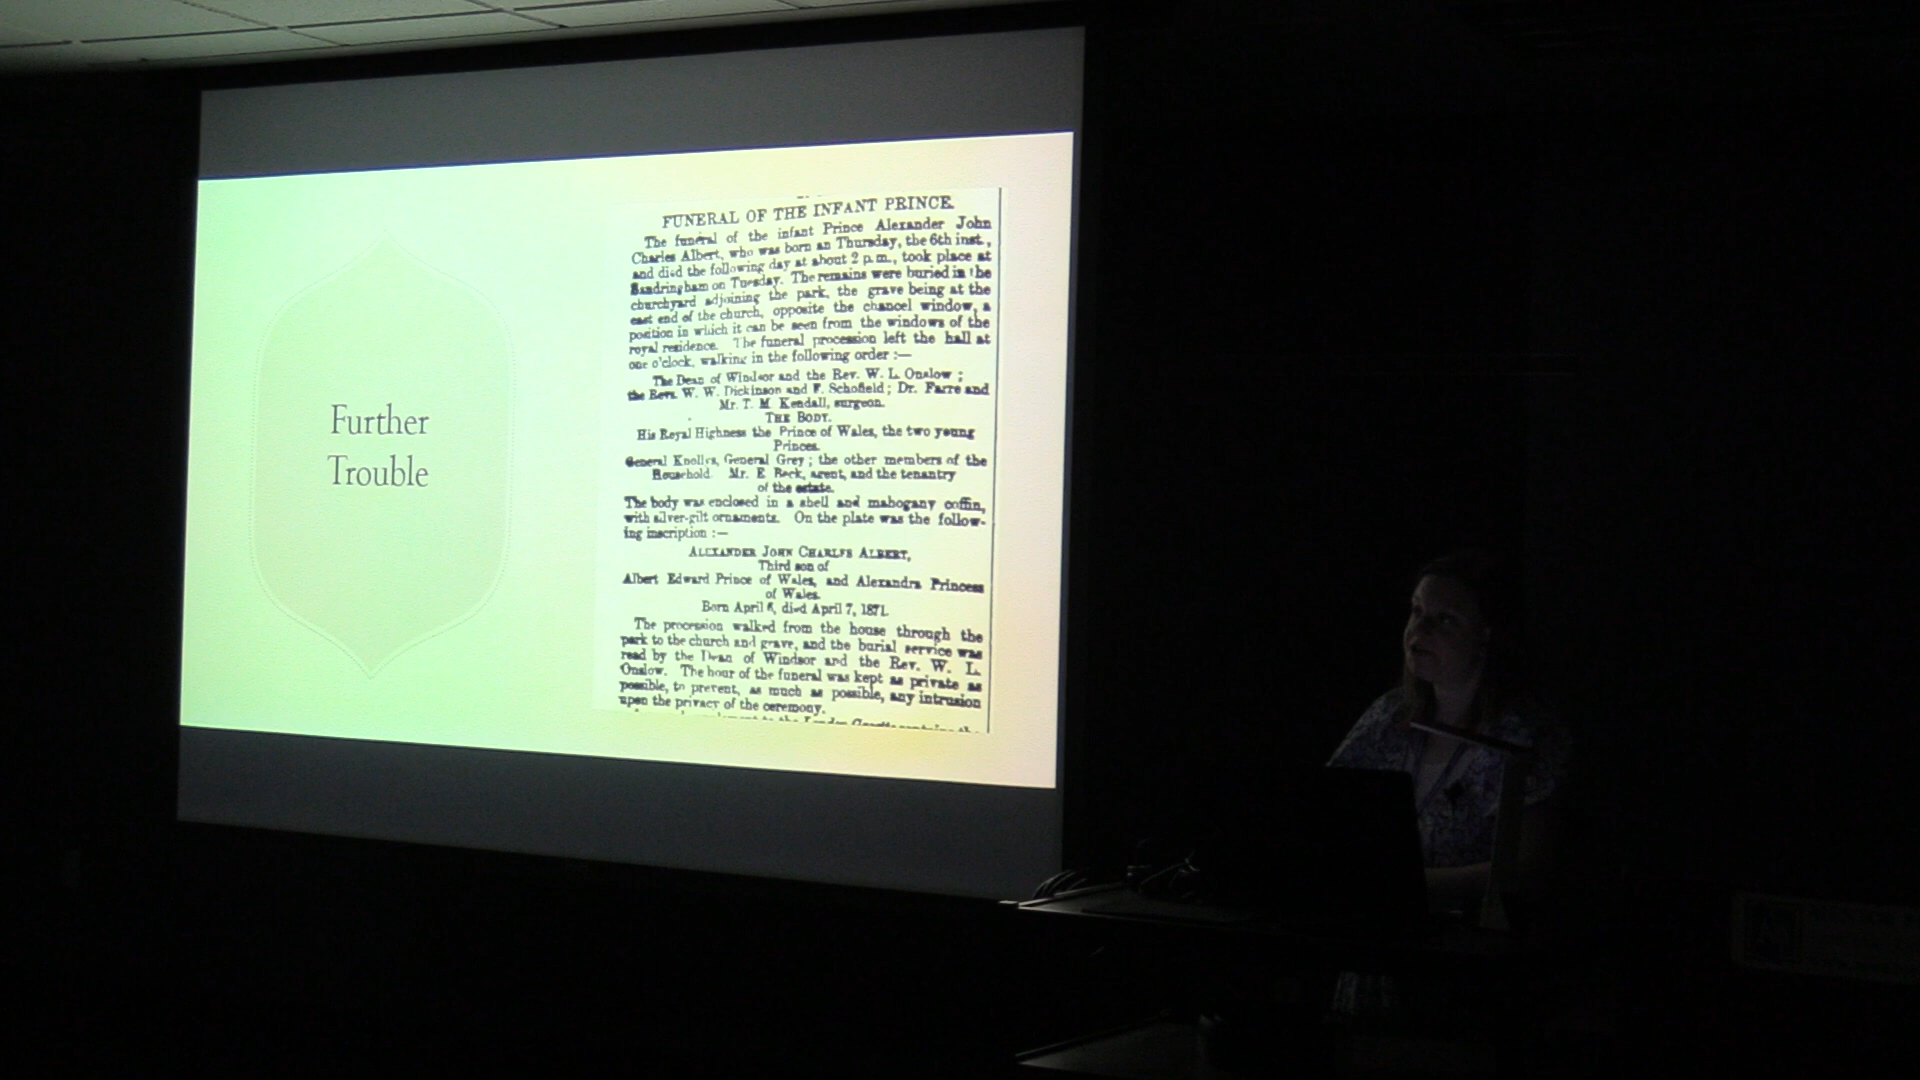 Further
Trouble
FUNERAL OF THE INFANT PRINCE.
The funeral of the infant Prince Alexander John
Charles Albert, who was born an Thursday, the 6th inst.,
and died the following day at about 2 p.m., took place at
Sandringham on Tuesday. The remains were buried in the
churchyard adjoining the park, the grave being at the
east end of the church, opposite the chancel window, a
position in which it can be seen from the windows of the
royal residence. The funeral procession left the hall at
one o'clock, walking in the following order :—
The Dean of Windsor and the Rev. W. L. Onslow ;
the Revs. W. W. Dickinson and F. Schofield ; Dr. Farre and
Mr. T. M. Kendall, surgeon.
THE BODY.
His Royal Highness the Prince of Wales, the two young
Princes.
General Knollys, General Grey ; the other members of the
Household. Mr. E. Beck, agent, and the tenantry
of the estate.
The body was enclosed in a shell and mahogany coffin,
with silver-gilt ornaments. On the plate was the follow-
ing inscription :—
ALEXANDER JOHN CHARLES ALBERT,
Third son of
Albert Edward Prince of Wales, and Alexandra Princess
of Wales.
Born April 6, died April 7, 1871.
The procession walked from the house through the
park to the church and grave, and the burial service was
read by the Dean of Windsor and the Rev. W. L.
Onslow. The hour of the funeral was kept as private as
possible, to prevent, as much as possible, any intrusion
upon the privacy of the ceremony.
to the London Gazette